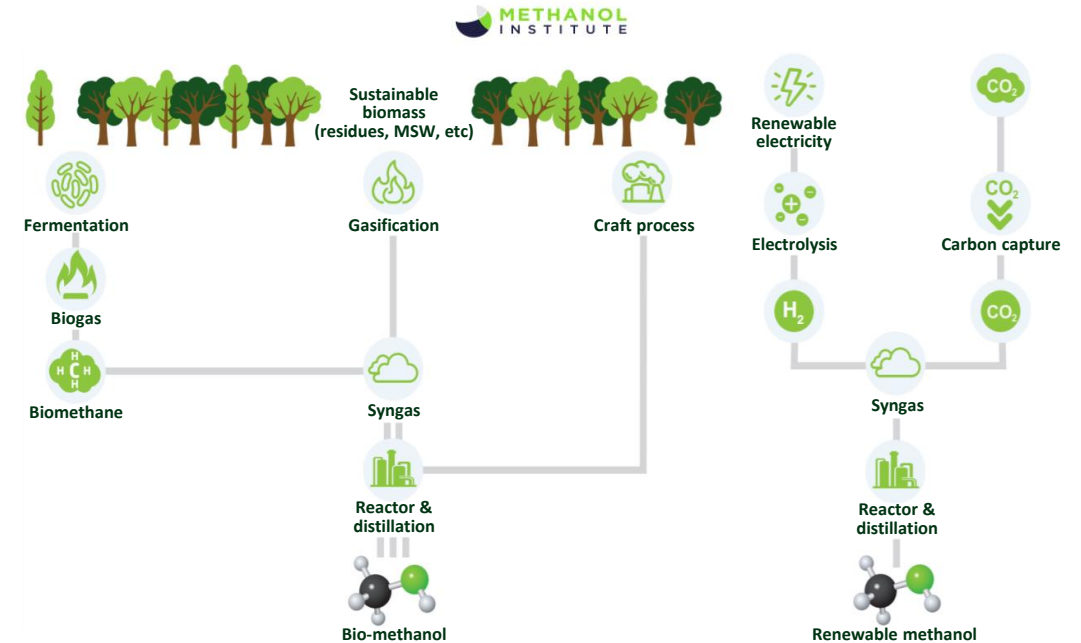 METHANOL
INSTITUTE
Sustainable
biomass
(residues, MSW, etc)
Fermentation
Biogas
H
H C H
H
Biomethane
Gasification
Syngas
Reactor &
distillation
Bio-methanol
Craft process
Renewable
electricity
Electrolysis
H₂
CO₂
CO₂
Carbon capture
CO₂
Syngas
Reactor &
distillation
Renewable methanol